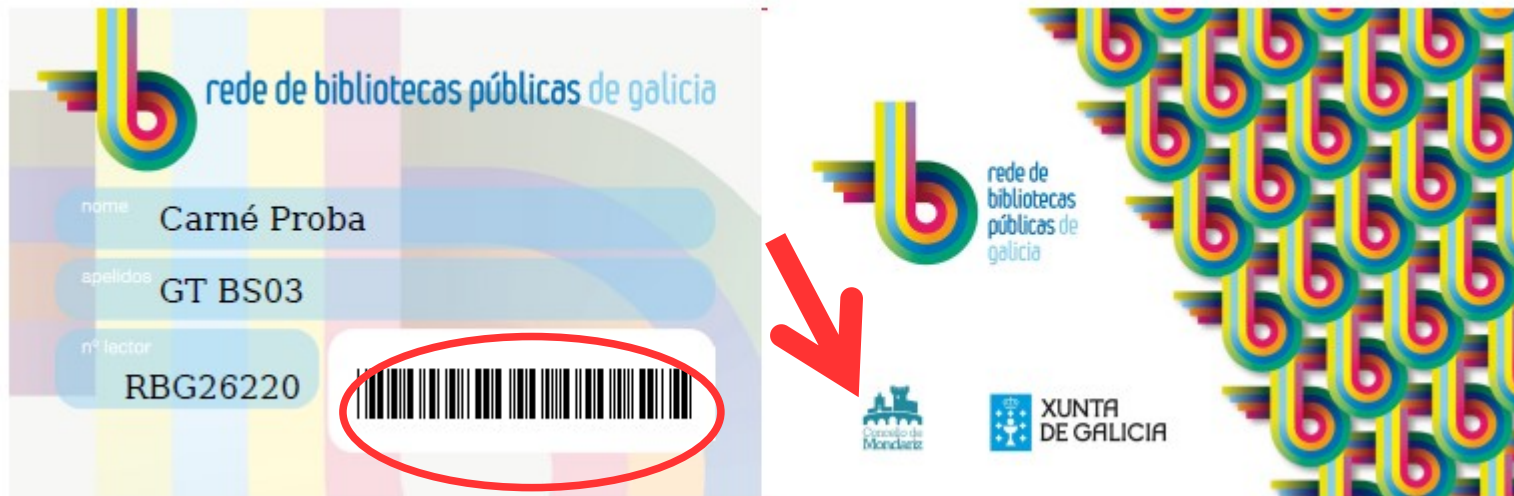 rede de bibliotecas públicas de galicia
nome
Carné Proba
apelidos
GT BS03
nº lector
RBG26220
rede de
bibliotecas
públicas de
galicia
Concello de
Mondariz
XUNTA
DE GALICIA